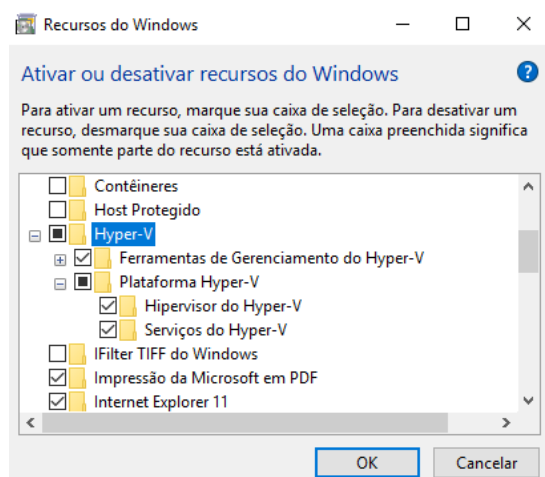 Recursos do Windows
Ativar ou desativar recursos do Windows
Para ativar um recurso, marque sua caixa de seleção. Para desativar um
recurso, desmarque sua caixa de seleção. Uma caixa preenchida significa
que somente parte do recurso está ativada.
Contêineres
Host Protegido
Hyper-V
Ferramentas de Gerenciamento do Hyper-V
Plataforma Hyper-V
Hipervisor do Hyper-V
Serviços do Hyper-V
IFilter TIFF do Windows
Impressão da Microsoft em PDF
Internet Explorer 11
OK Cancelar